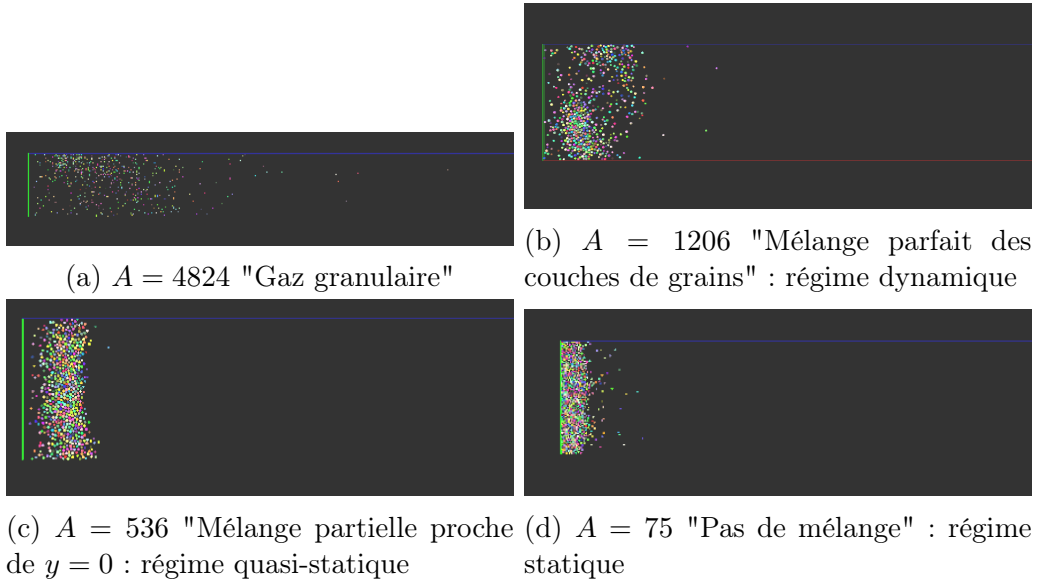 (a) A = 4824 "Gaz granulaire"
(b) A = 1206 "Mélange parfait des
couches de grains" : régime dynamique
(c) A = 536 "Mélange partielle proche
de y = 0 : régime quasi-statique
(d) A = 75 "Pas de mélange" : régime
statique